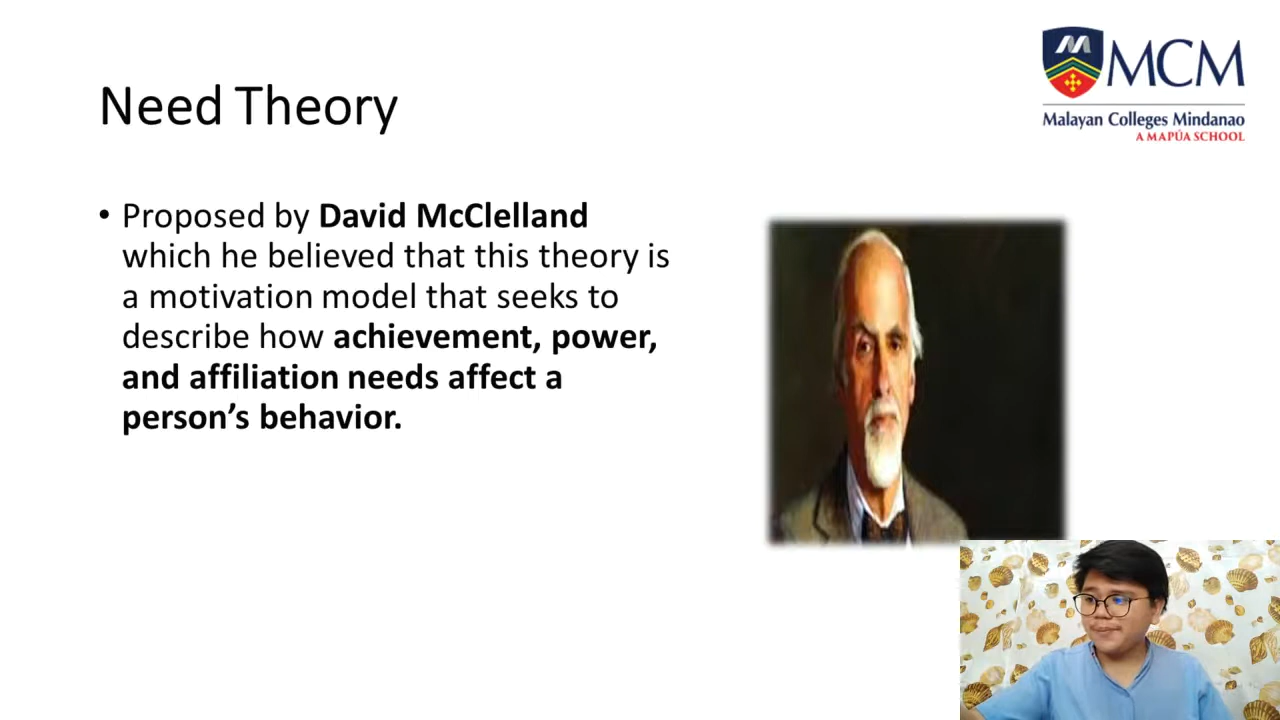 Need Theory
MCM
Malayan Colleges Mindanao
A MAPÚA SCHOOL
• Proposed by David McClelland
which he believed that this theory is
a motivation model that seeks to
describe how achievement, power,
and affiliation needs affect a
person’s behavior.